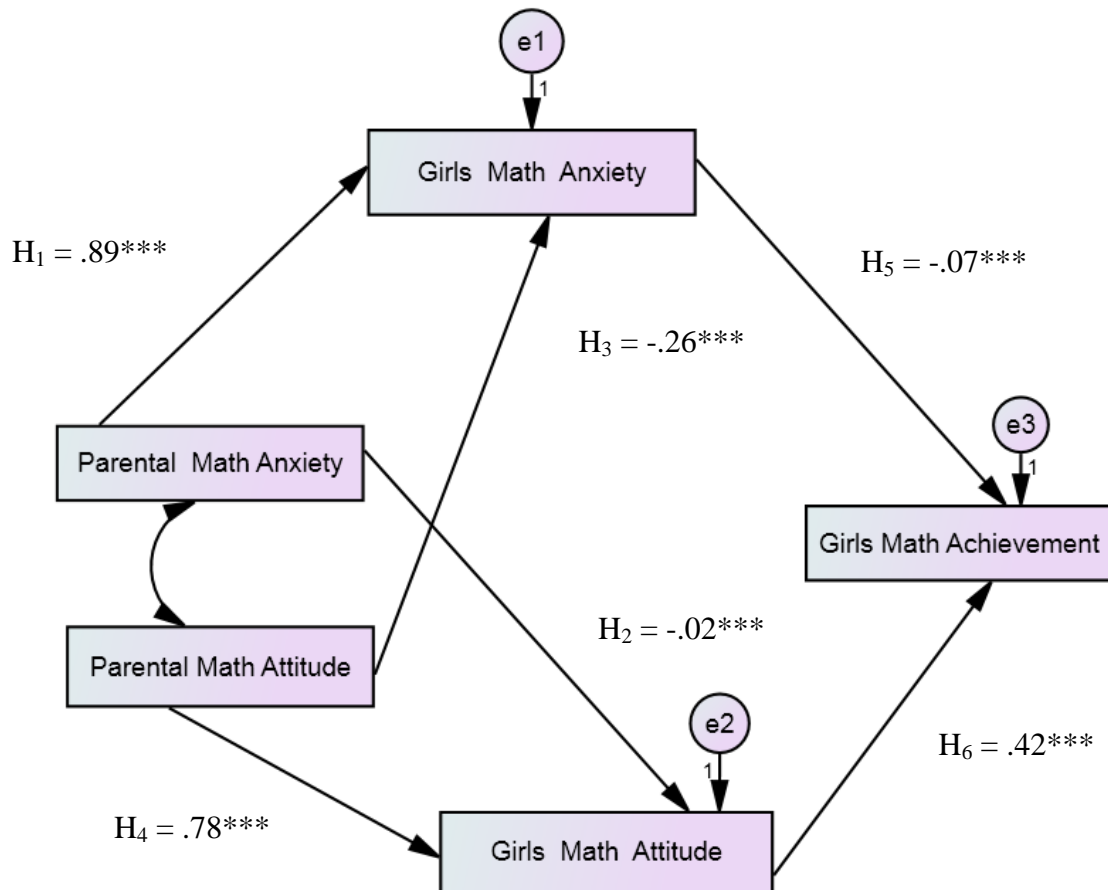 e1
1
Girls Math Anxiety
H₁ = .89***
H₅ = -.07***
H₃ = -.26***
e3
1
Parental Math Anxiety
Girls Math Achievement
H₂ = -.02***
Parental Math Attitude
e2
1
H₆ = .42***
H₄ = .78***
Girls Math Attitude